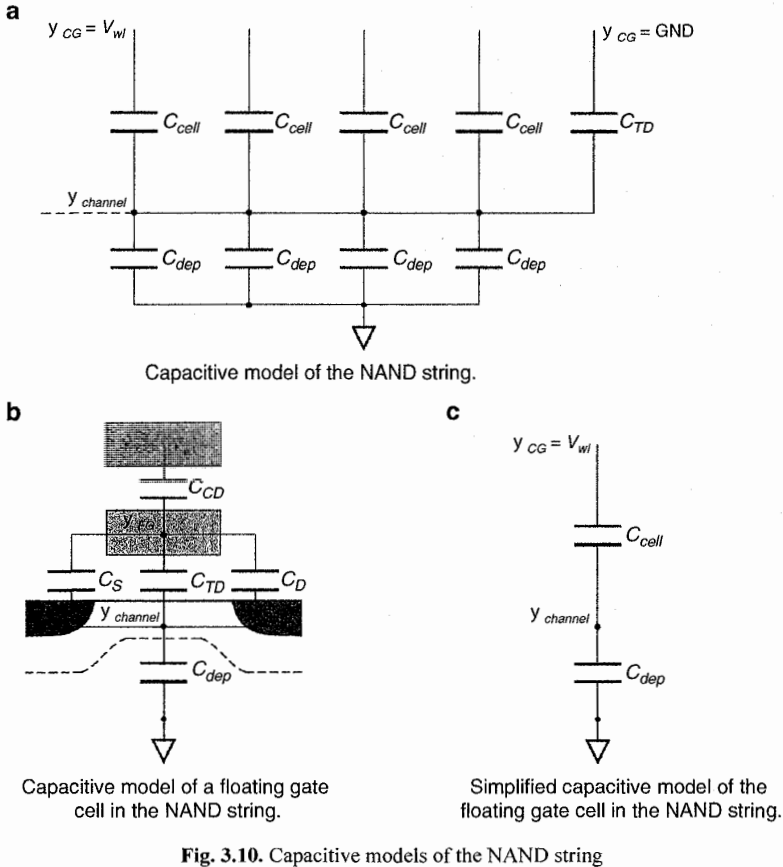 a
y CG = Vwl
y CG = GND
Ccell
Ccell
Ccell
Ccell
CTD
y channel
Cdep
Cdep
Cdep
Cdep
Capacitive model of the NAND string.
b
CCD
y FG
CS
CTD
CD
y channel
Cdep
Capacitive model of a floating gate
cell in the NAND string.
c
y CG = Vwl
Ccell
y channel
Cdep
Simplified capacitive model of the
floating gate cell in the NAND string.
Fig. 3.10. Capacitive models of the NAND string